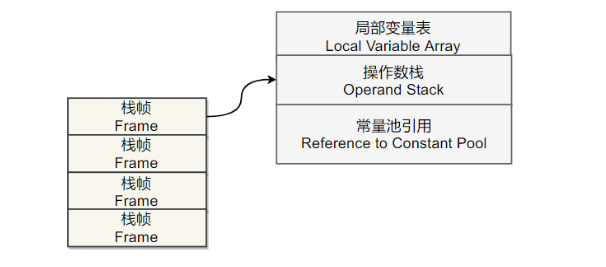 局部变量表
Local Variable Array
操作数栈
Operand Stack
常量池引用
Reference to Constant Pool
栈帧
Frame
栈帧
Frame
栈帧
Frame
栈帧
Frame